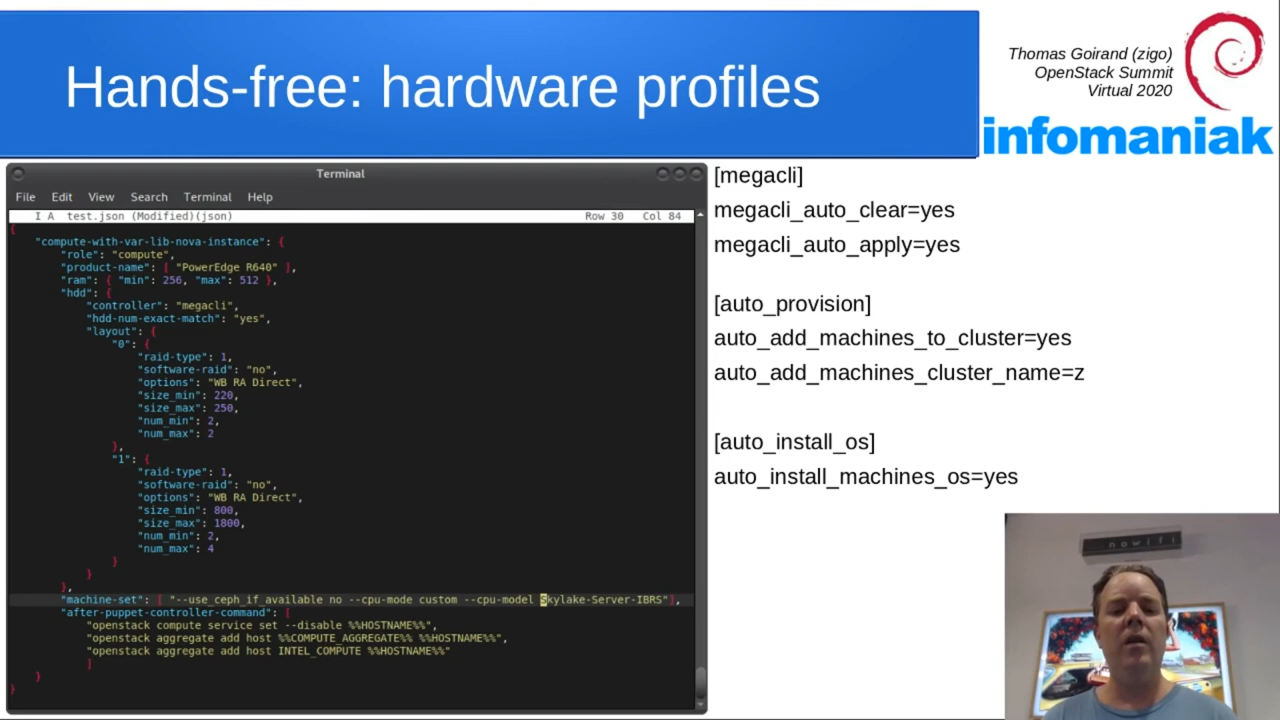 Hands-free: hardware profiles
Thomas Goirand (zigo)
OpenStack Summit
Virtual 2020
infomaniak
Terminal
File Edit View Search Terminal Help
I A test.json (Modified)(json) Row 30 Col 84
{
"compute-with-var-lib-nova-instance": {
"role": "compute",
"product-name": [ "PowerEdge R640" ],
"ram": { "min": 256, "max": 512 },
"hdd": {
"controller": "megacli",
"hdd-num-exact-match": "yes",
"layout": {
"0": {
"raid-type": 1,
"software-raid": "no",
"options": "WB RA Direct",
"size_min": 220,
"size_max": 250,
"num_min": 2,
"num_max": 2
},
"1": {
"raid-type": 1,
"software-raid": "no",
"options": "WB RA Direct",
"size_min": 800,
"size_max": 1800,
"num_min": 2,
"num_max": 4
}
}
},
"machine-set": [ "--use_ceph_if_available no --cpu-mode custom --cpu-model Skylake-Server-IBRS"],
"after-puppet-controller-command": [
"openstack compute service set --disable %%HOSTNAME%%",
"openstack aggregate add host %%COMPUTE_AGGREGATE%% %%HOSTNAME%%",
"openstack aggregate add host INTEL_COMPUTE %%HOSTNAME%%"
]
}
}
[megacli]
megacli_auto_clear=yes
megacli_auto_apply=yes
[auto_provision]
auto_add_machines_to_cluster=yes
auto_add_machines_cluster_name=z
[auto_install_os]
auto_install_machines_os=yes
nowifi